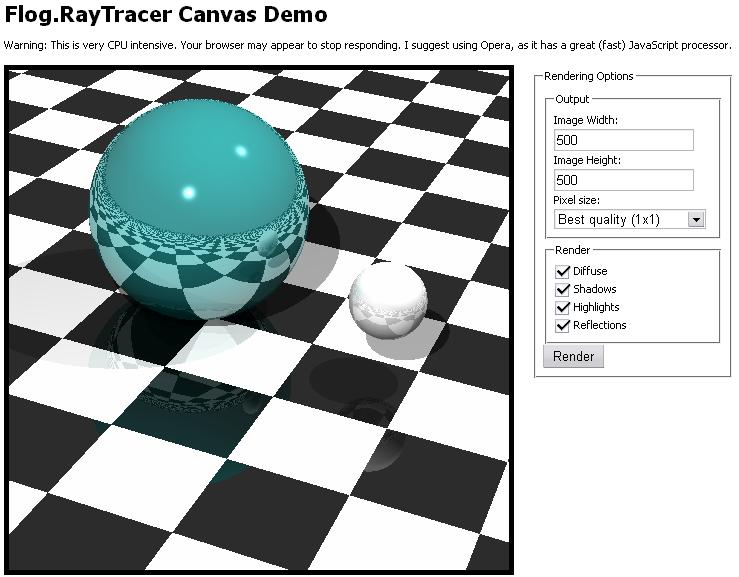 Flog.RayTracer Canvas Demo
Warning: This is very CPU intensive. Your browser may appear to stop responding. I suggest using Opera, as it has a great (fast) JavaScript processor.
Rendering Options
Output
Image Width:
500
Image Height:
500
Pixel size:
Best quality (1x1)
Render
Diffuse
Shadows
Highlights
Reflections
Render